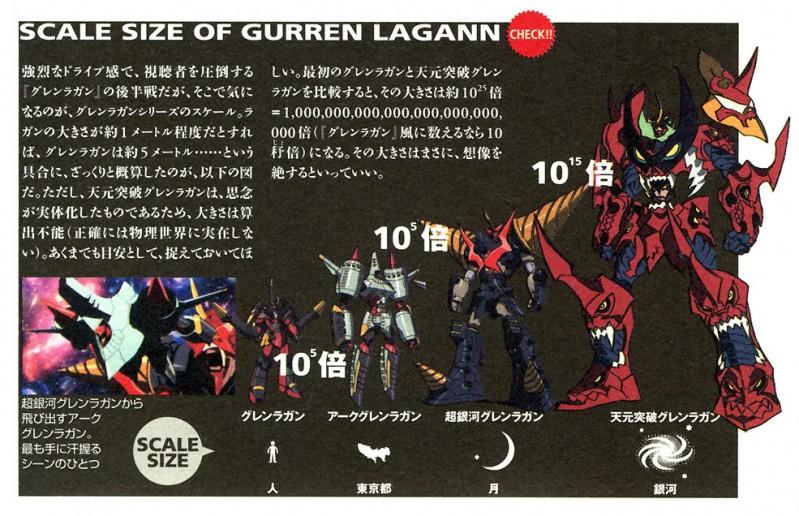 SCALE SIZE OF GURREN LAGANN
CHECK!!
強烈なドライブ感で、視聴者を圧倒する
『グレンラガン』の後半戦だが、そこで気に
なるのが、グレンラガンシリーズのスケール。ラ
ガンの大きさが約1メートル程度だとすれ
ば、グレンラガンは約5メートル……という
具合に、ざっくりと概算したのが、以下の図
だ。ただし、天元突破グレンラガンは、思念
が実体化したものであるため、大きさは算
出不能(正確には物理世界に実在しな
い)。あくまでも目安として、捉えておいてほ
しい。最初のグレンラガンと天元突破グレン
ラガンを比較すると、その大きさは約10²⁵倍
=1,000,000,000,000,000,000,000,
000倍(『グレンラガン』風に数えるなら10
𥝱倍)になる。その大きさはまさに、想像を
絶するといっていい。
10¹⁵倍
10⁵倍
10⁵倍
超銀河グレンラガンから
飛び出すアーク
グレンラガン。
最も手に汗握る
シーンのひとつ
グレンラガン
アークグレンラガン
超銀河グレンラガン
天元突破グレンラガン
SCALE
SIZE
人
東京都
月
銀河